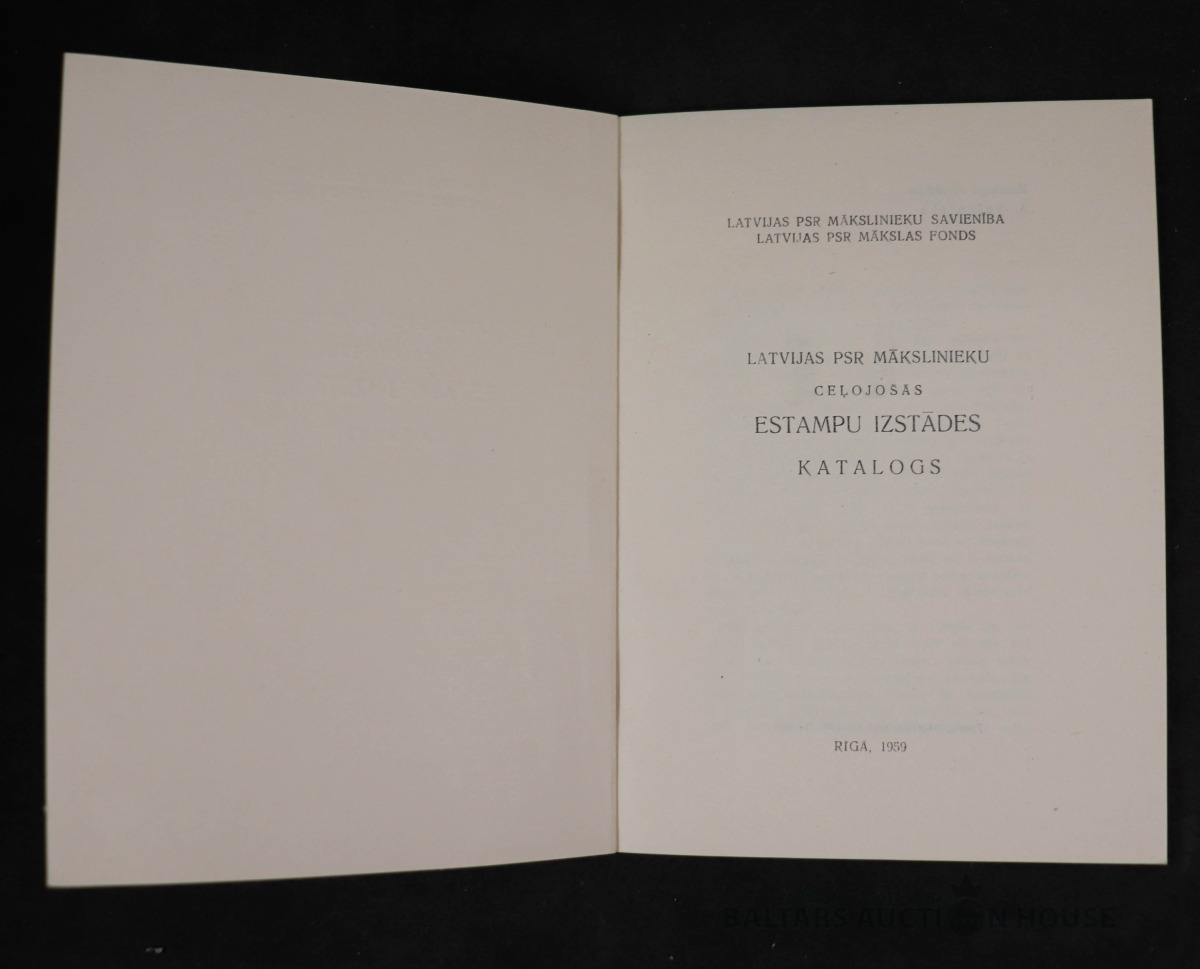 LATVIJAS PSR MĀKSLINIEKU SAVIENĪBA
LATVIJAS PSR MĀKSLAS FONDS
LATVIJAS PSR MĀKSLINIEKU
CEĻOJOŠĀS
ESTAMPU IZSTĀDES
KATALOGS
RĪGĀ, 1959
BALTARS AUCTION HOUSE